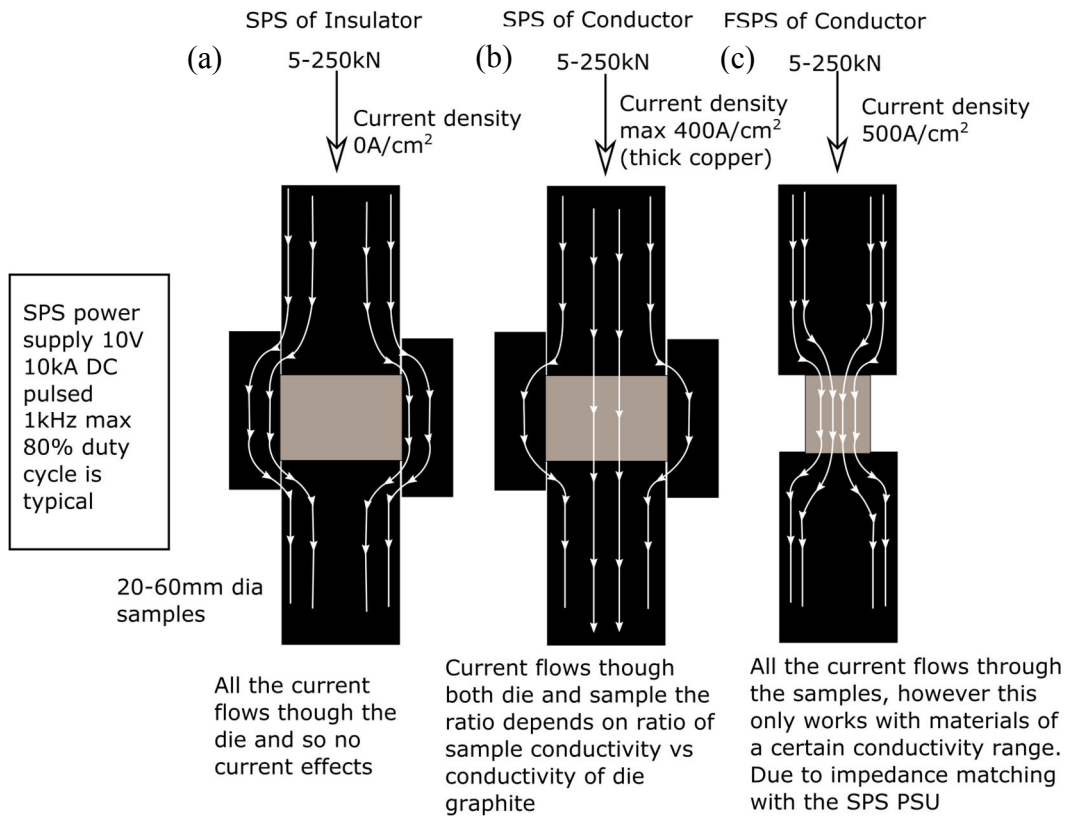 SPS of Insulator
SPS of Conductor
FSPS of Conductor
(a)
(b)
(c)
5-250kN
5-250kN
5-250kN
Current density
0A/cm²
Current density
max 400A/cm²
(thick copper)
Current density
500A/cm²
SPS power
supply 10V
10kA DC
pulsed
1kHz max
80% duty
cycle is
typical
20-60mm dia
samples
All the current
flows though the
die and so no
current effects
Current flows though
both die and sample the
ratio depends on ratio of
sample conductivity vs
conductivity of die
graphite
All the current flows through
the samples, however this
only works with materials of
a certain conductivity range.
Due to impedance matching
with the SPS PSU